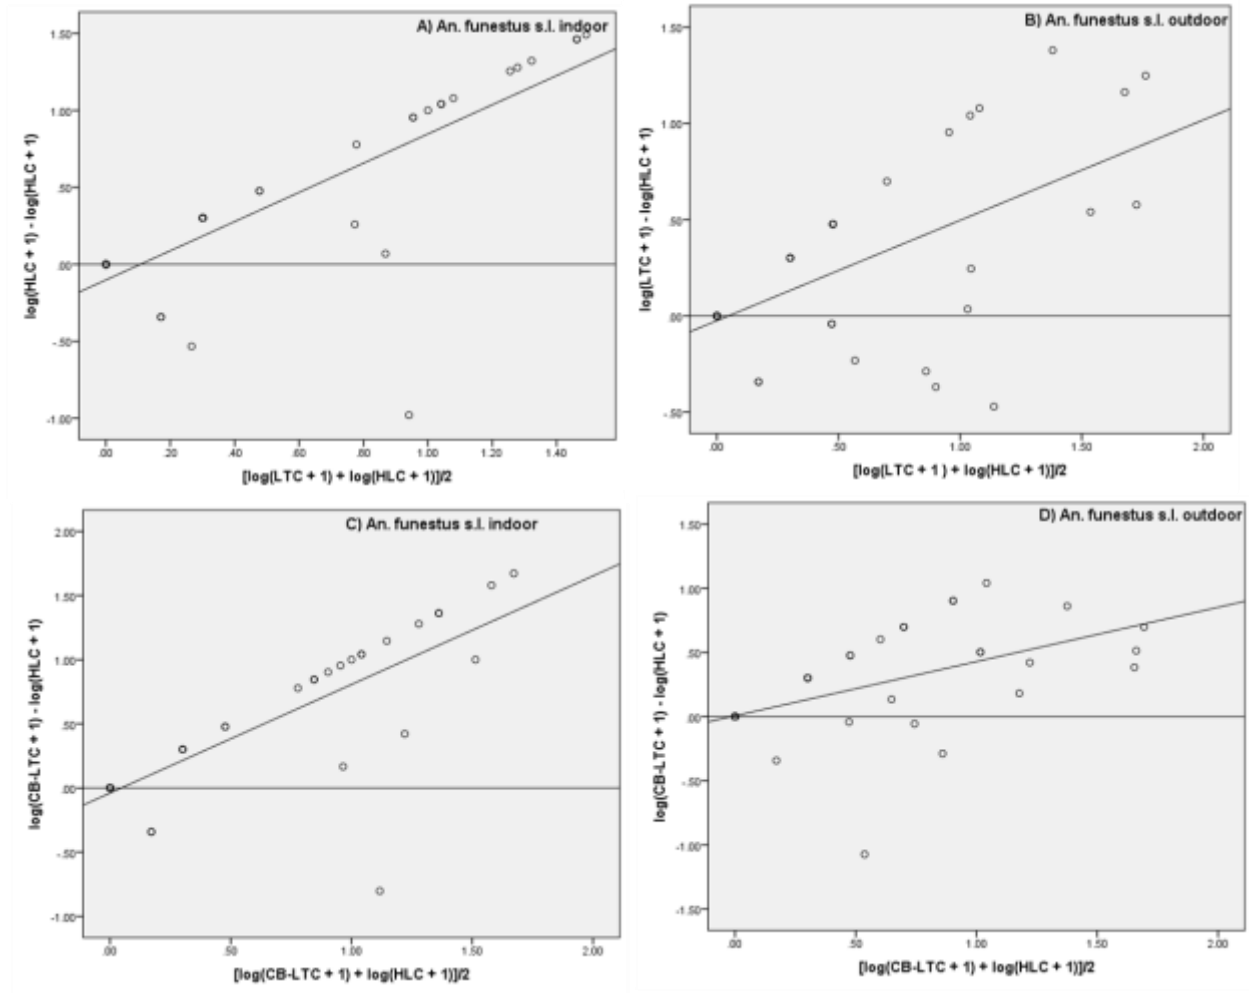 A) An. funestus s.l. indoor
log(HLC + 1) - log(HLC + 1)
1.50
1.00
.50
.00
-.50
-1.00
.00 .20 .40 .60 .80 1.00 1.20 1.40
[log(LTC + 1) + log(HLC + 1)]/2
B) An. funestus s.l. outdoor
log(LTC + 1) - log(HLC + 1)
1.50
1.00
.50
.00
-.50
.00 .50 1.00 1.50 2.00
[log(LTC + 1 ) + log(HLC + 1)]/2
C) An. funestus s.l. indoor
log(CB-LTC + 1) - log(HLC + 1)
2.00
1.50
1.00
.50
.00
-.50
-1.00
.00 .50 1.00 1.50 2.00
[log(CB-LTC + 1) + log(HLC + 1)]/2
D) An. funestus s.l. outdoor
log(CB-LTC + 1) - log(HLC + 1)
1.50
1.00
.50
.00
-.50
-1.00
-1.50
.00 .50 1.00 1.50 2.00
[log(CB-LTC + 1) + log(HLC + 1)]/2